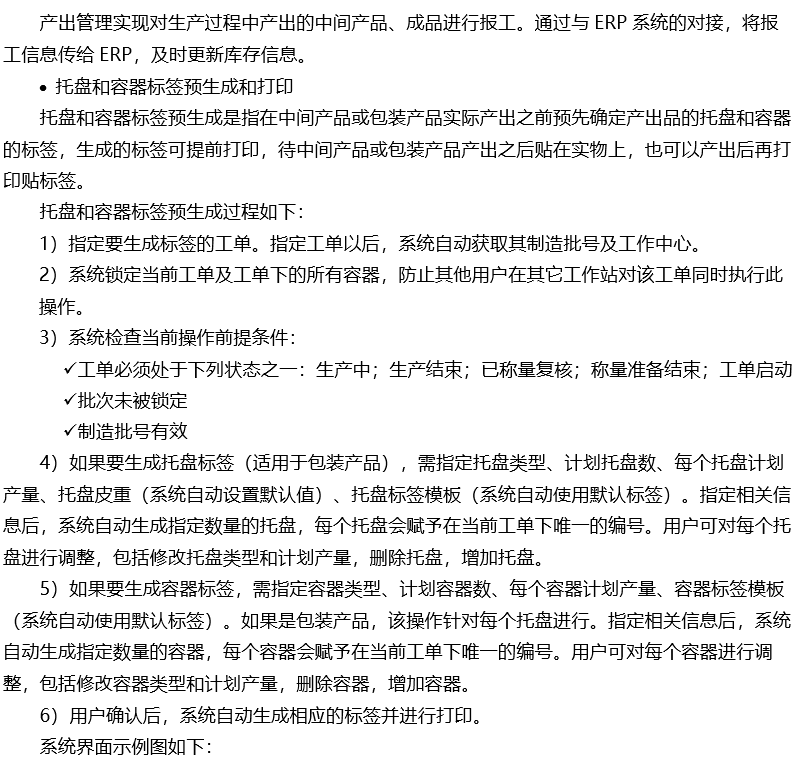 产出管理实现对生产过程中产出的中间产品、成品进行报工。通过与 ERP 系统的对接，将报
工信息传给 ERP，及时更新库存信息。
• 托盘和容器标签预生成和打印
托盘和容器标签预生成是指在中间产品或包装产品实际产出之前预先确定产出品的托盘和容器
的标签，生成的标签可提前打印，待中间产品或包装产品产出之后贴在实物上，也可以产出后再打
印贴标签。
托盘和容器标签预生成过程如下：
1）指定要生成标签的工单。指定工单以后，系统自动获取其制造批号及工作中心。
2）系统锁定当前工单及工单下的所有容器，防止其他用户在其它工作站对该工单同时执行此
操作。
3）系统检查当前操作前提条件：
✓工单必须处于下列状态之一：生产中；生产结束；已称量复核；称量准备结束；工单启动
✓批次未被锁定
✓制造批号有效
4）如果要生成托盘标签（适用于包装产品），需指定托盘类型、计划托盘数、每个托盘计划
产量、托盘皮重（系统自动设置默认值）、托盘标签模板（系统自动使用默认标签）。指定相关信
息后，系统自动生成指定数量的托盘，每个托盘会赋予在当前工单下唯一的编号。用户可对每个托
盘进行调整，包括修改托盘类型和计划产量，删除托盘，增加托盘。
5）如果要生成容器标签，需指定容器类型、计划容器数、每个容器计划产量、容器标签模板
（系统自动使用默认标签）。如果是包装产品，该操作针对每个托盘进行。指定相关信息后，系统
自动生成指定数量的容器，每个容器会赋予在当前工单下唯一的编号。用户可对每个容器进行调
整，包括修改容器类型和计划产量，删除容器，增加容器。
6）用户确认后，系统自动生成相应的标签并进行打印。
系统界面示例图如下：